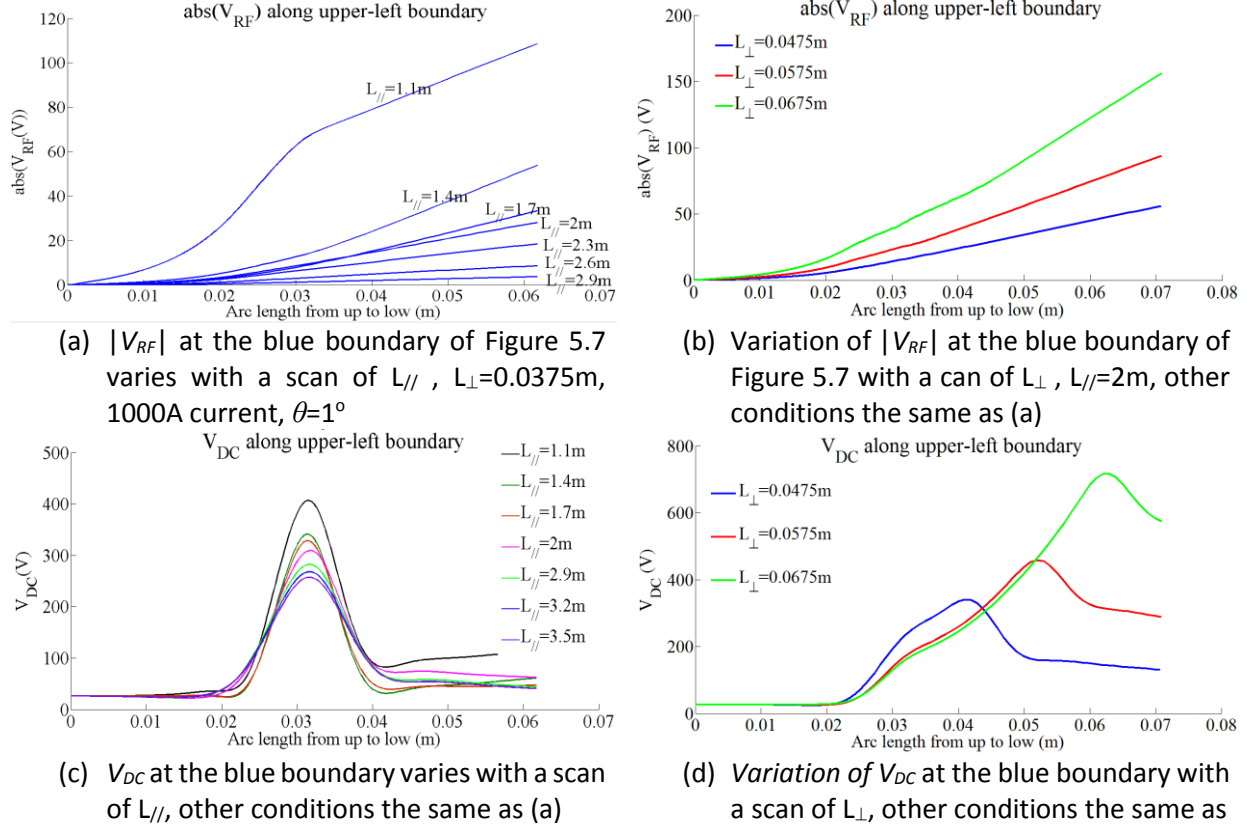 abs(V_RF) along upper-left boundary
120
100
80
60
40
20
0
abs(V_RF(V))
L_//=1.1m
L_//=1.4m
L_//=1.7m
L_//=2m
L_//=2.3m
L_//=2.6m
L_//=2.9m
0 0.01 0.02 0.03 0.04 0.05 0.06 0.07
Arc length from up to low (m)
(a) |V_RF| at the blue boundary of Figure 5.7
varies with a scan of L_// , L_⊥=0.0375m,
1000A current, θ=1°
abs(V_RF) along upper-left boundary
200
150
100
50
0
abs(V_RF) (V)
L_⊥=0.0475m
L_⊥=0.0575m
L_⊥=0.0675m
0 0.01 0.02 0.03 0.04 0.05 0.06 0.07 0.08
Arc length from up to low (m)
(b) Variation of |V_RF| at the blue boundary of
Figure 5.7 with a can of L_⊥ , L_//=2m, other
conditions the same as (a)
V_DC along upper-left boundary
500
400
300
200
100
0
V_DC(V)
L_//=1.1m
L_//=1.4m
L_//=1.7m
L_//=2m
L_//=2.9m
L_//=3.2m
L_//=3.5m
0 0.01 0.02 0.03 0.04 0.05 0.06 0.07
Arc length from up to low (m)
(c) V_DC at the blue boundary varies with a scan
of L_//, other conditions the same as (a)
V_DC along upper-left boundary
800
600
400
200
0
V_DC(V)
L_⊥=0.0475m
L_⊥=0.0575m
L_⊥=0.0675m
0 0.01 0.02 0.03 0.04 0.05 0.06 0.07 0.08
Arc length from up to low (m)
(d) Variation of V_DC at the blue boundary with
a scan of L_⊥, other conditions the same as